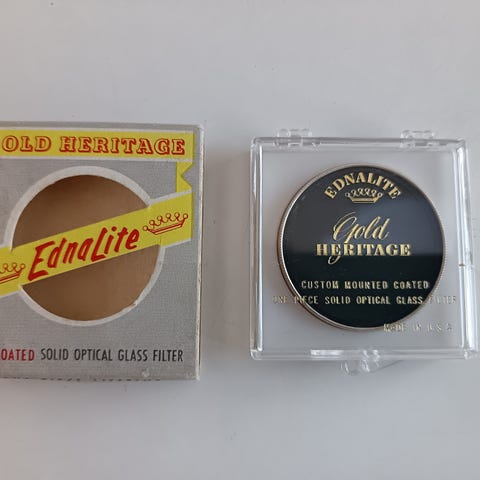 OLD HERITAGE
EdnaLite
OATED SOLID OPTICAL GLASS FILTER
EDNALITE
Gold
HERITAGE
CUSTOM MOUNTED COATED
ONE PIECE SOLID OPTICAL GLASS FILTER
MADE IN U.S.A